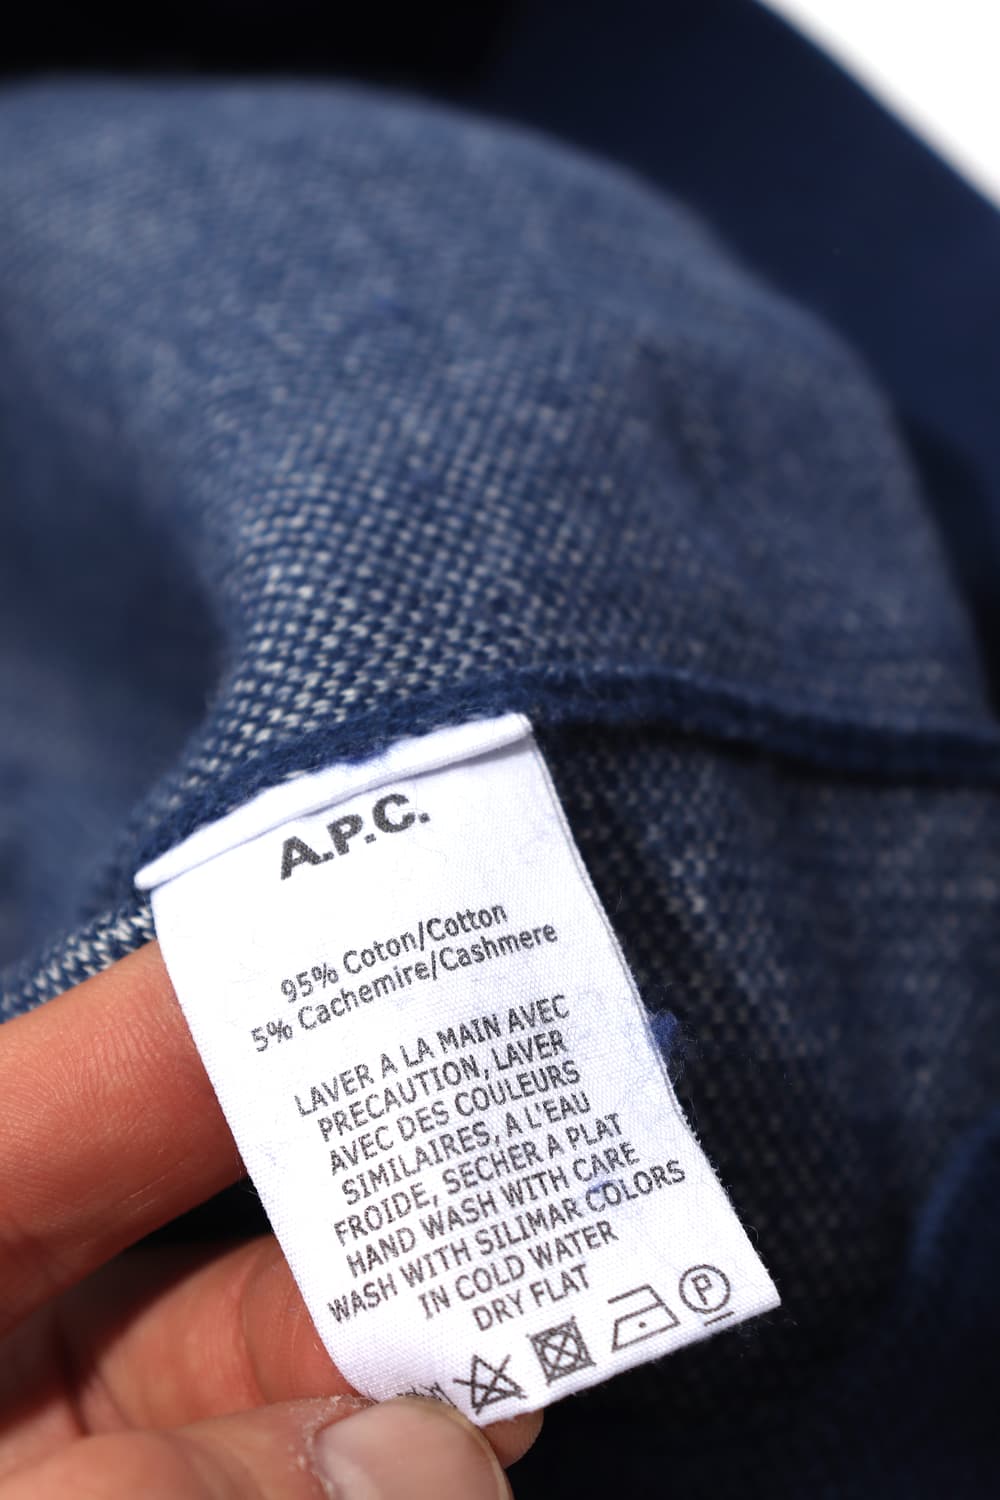 A.P.C.
95% Coton/Cotton
5% Cachemire/Cashmere
LAVER A LA MAIN AVEC
PRECAUTION, LAVER
AVEC DES COULEURS
SIMILAIRES, A L'EAU
FROIDE, SECHER A PLAT
HAND WASH WITH CARE
WASH WITH SILIMAR COLORS
IN COLD WATER
DRY FLAT
P